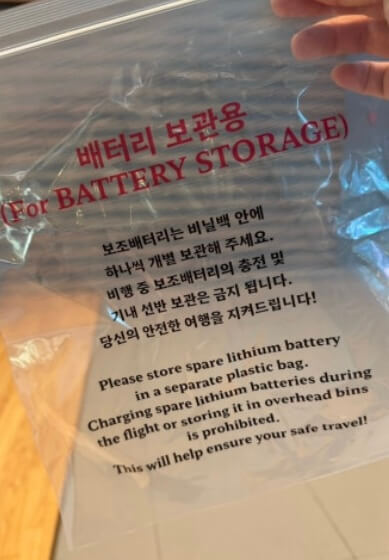 배터리 보관용
(For BATTERY STORAGE)
보조배터리는 비닐백 안에
하나씩 개별 보관해 주세요.
비행 중 보조배터리의 충전 및
기내 선반 보관은 금지 됩니다.
당신의 안전한 여행을 지켜드립니다!
Please store spare lithium battery
in a separate plastic bag.
Charging spare lithium batteries during
the flight or storing it in overhead bins
is prohibited.
This will help ensure your safe travel!